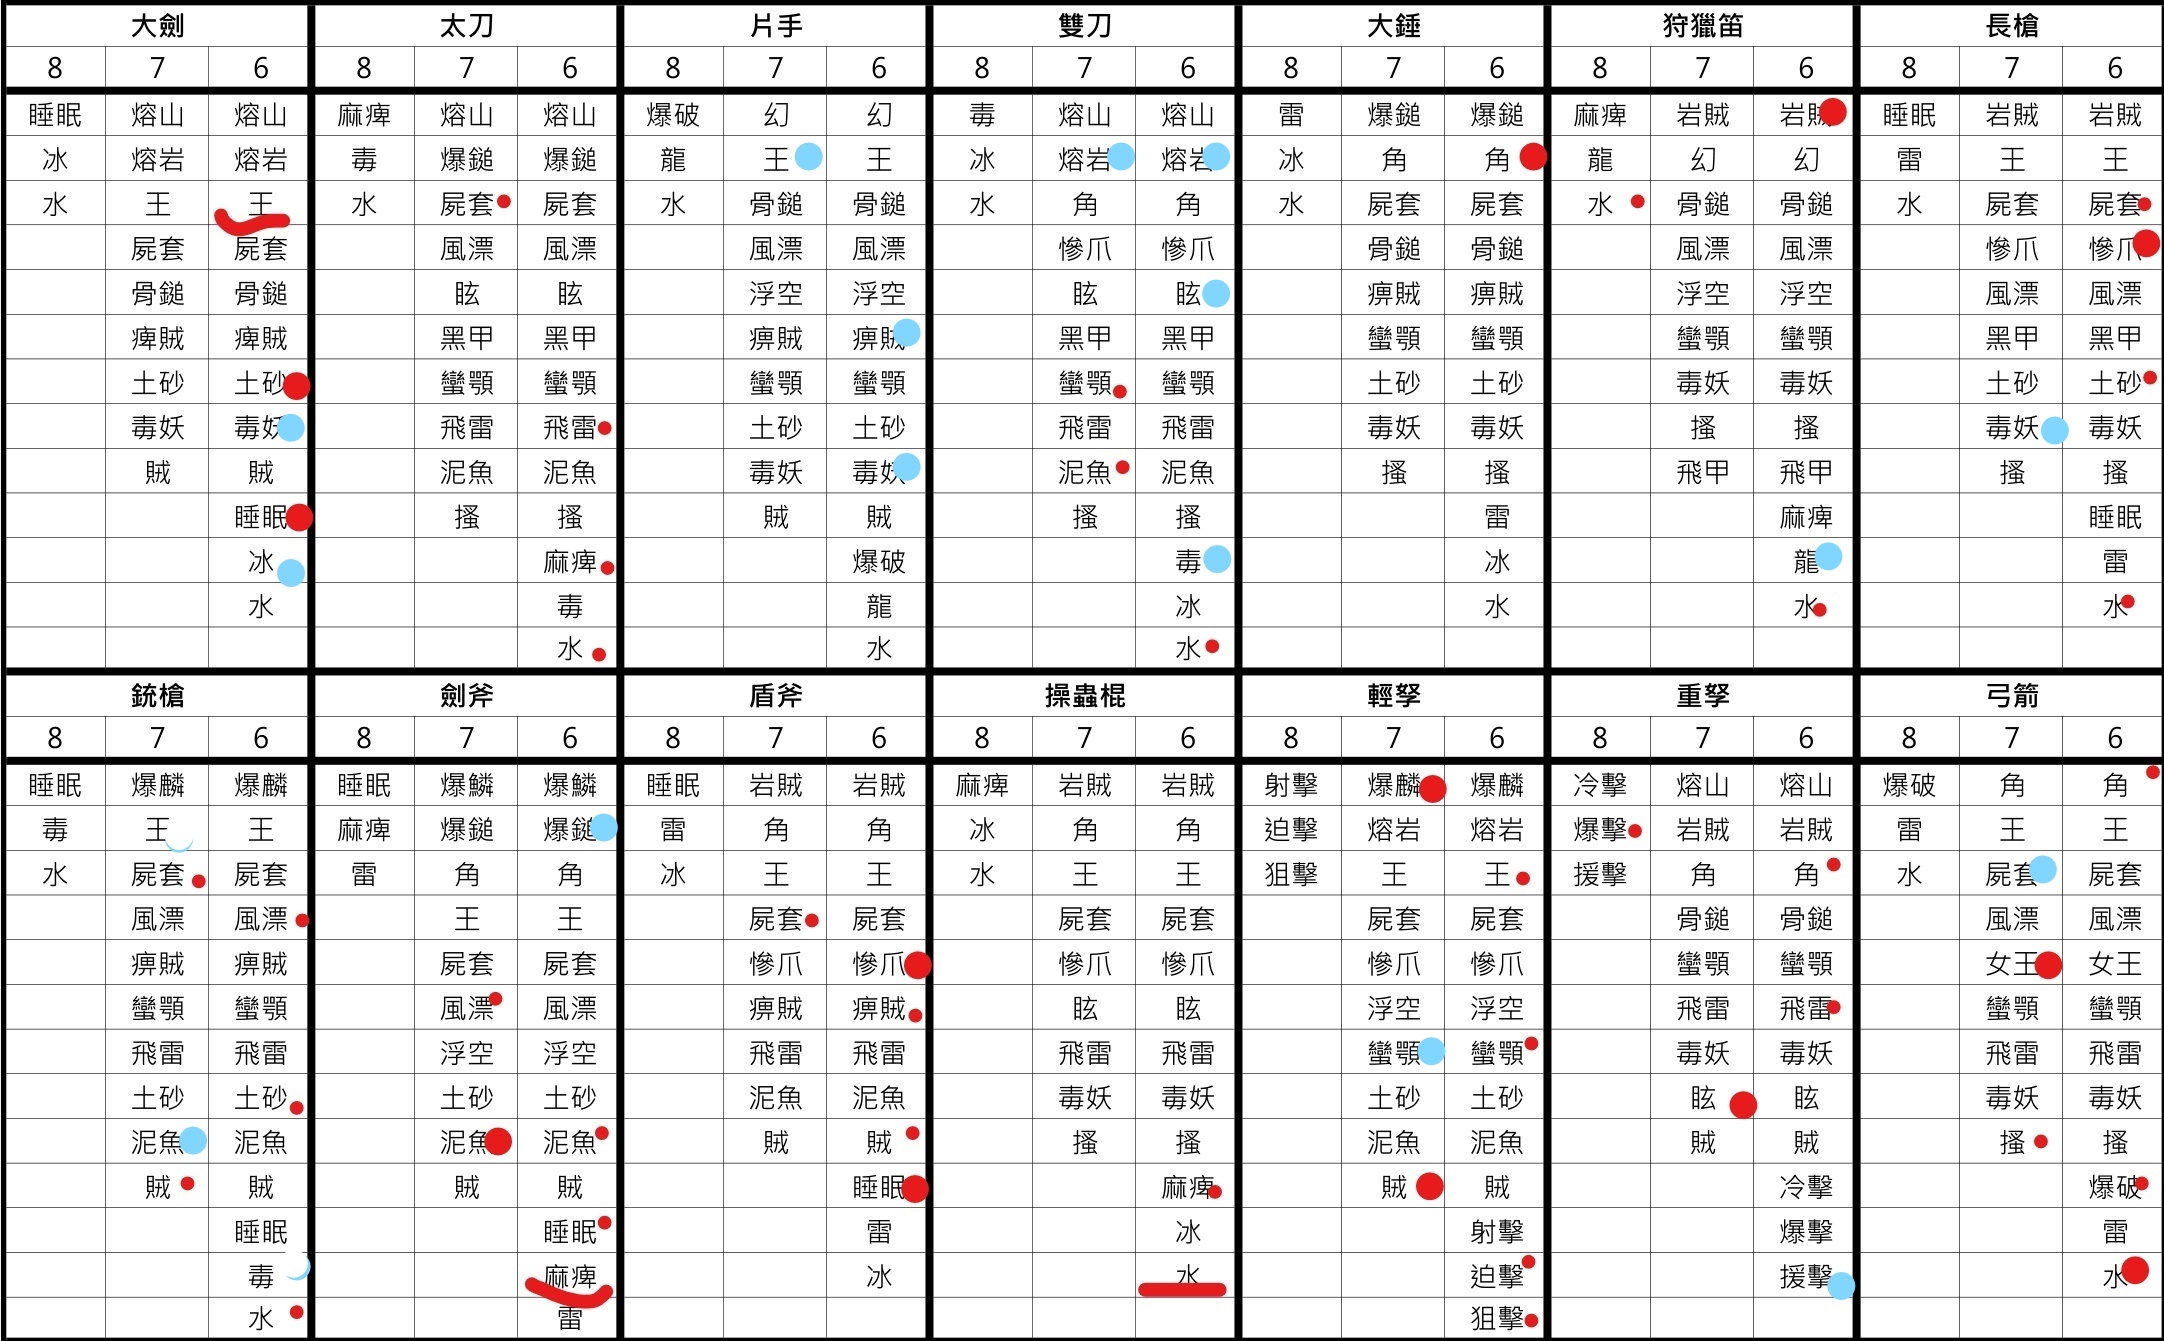 大劍 太刀 片手 雙刀 大錘 狩獵笛 長槍
8 7 6 8 7 6 8 7 6 8 7 6 8 7 6 8 7 6 8 7 6
睡眠 熔山 熔山 麻痺 熔山 熔山 爆破 幻 幻 毒 熔山 熔山 雷 爆鎚 爆鎚 麻痺 岩賊 岩賊 睡眠 岩賊 岩賊
冰 熔岩 熔岩 毒 爆鎚 爆鎚 龍 王 王 冰 熔岩 熔岩 冰 角 角 龍 幻 幻 雷 王 王
水 王 王 水 屍套 屍套 水 骨鎚 骨鎚 水 角 角 水 屍套 屍套 水 骨鎚 骨鎚 水 屍套 屍套
屍套 屍套 風漂 風漂 風漂 風漂 慘爪 慘爪 骨鎚 骨鎚 風漂 風漂 慘爪 慘爪
骨鎚 骨鎚 眩 眩 浮空 浮空 眩 眩 痹賊 痹賊 浮空 浮空 風漂 風漂
痺賊 痺賊 黑甲 黑甲 痹賊 痹賊 黑甲 黑甲 蠻顎 蠻顎 蠻顎 蠻顎 黑甲 黑甲
土砂 土砂 蠻顎 蠻顎 蠻顎 蠻顎 蠻顎 蠻顎 土砂 土砂 毒妖 毒妖 土砂 土砂
毒妖 毒妖 飛雷 飛雷 土砂 土砂 飛雷 飛雷 毒妖 毒妖 搔 搔 毒妖 毒妖
賊 賊 泥魚 泥魚 毒妖 毒妖 泥魚 泥魚 搔 搔 飛甲 飛甲 搔 搔
睡眠 搔 搔 賊 賊 搔 搔 雷 麻痺 睡眠
冰 麻痺 爆破 毒 冰 龍 雷
水 毒 龍 冰 水 水 水
水 水 水
銃槍 劍斧 盾斧 操蟲棍 輕孥 重孥 弓箭
8 7 6 8 7 6 8 7 6 8 7 6 8 7 6 8 7 6 8 7 6
睡眠 爆麟 爆麟 睡眠 爆鱗 爆鱗 睡眠 岩賊 岩賊 麻痺 岩賊 岩賊 射擊 爆麟 爆麟 冷擊 熔山 熔山 爆破 角 角
毒 王 王 麻痺 爆鎚 爆鎚 雷 角 角 冰 角 角 迫擊 熔岩 熔岩 爆擊 岩賊 岩賊 雷 王 王
水 屍套 屍套 雷 角 角 冰 王 王 水 王 王 狙擊 王 王 援擊 角 角 水 屍套 屍套
風漂 風漂 王 王 屍套 屍套 屍套 屍套 屍套 屍套 骨鎚 骨鎚 風漂 風漂
痹賊 痹賊 屍套 屍套 慘爪 慘爪 慘爪 慘爪 慘爪 慘爪 蠻顎 蠻顎 女王 女王
蠻顎 蠻顎 風漂 風漂 痹賊 痹賊 眩 眩 浮空 浮空 飛雷 飛雷 蠻顎 蠻顎
飛雷 飛雷 浮空 浮空 飛雷 飛雷 飛雷 飛雷 蠻顎 蠻顎 毒妖 毒妖 飛雷 飛雷
土砂 土砂 土砂 土砂 泥魚 泥魚 毒妖 毒妖 土砂 土砂 眩 眩 毒妖 毒妖
泥魚 泥魚 泥魚 泥魚 賊 賊 搔 搔 泥魚 泥魚 賊 賊 搔 搔
賊 賊 賊 賊 睡眠 麻痺 賊 賊 冷擊 爆破
睡眠 睡眠 雷 冰 射擊 爆擊 雷
毒 麻痺 冰 水 迫擊 援擊 水
水 雷 狙擊